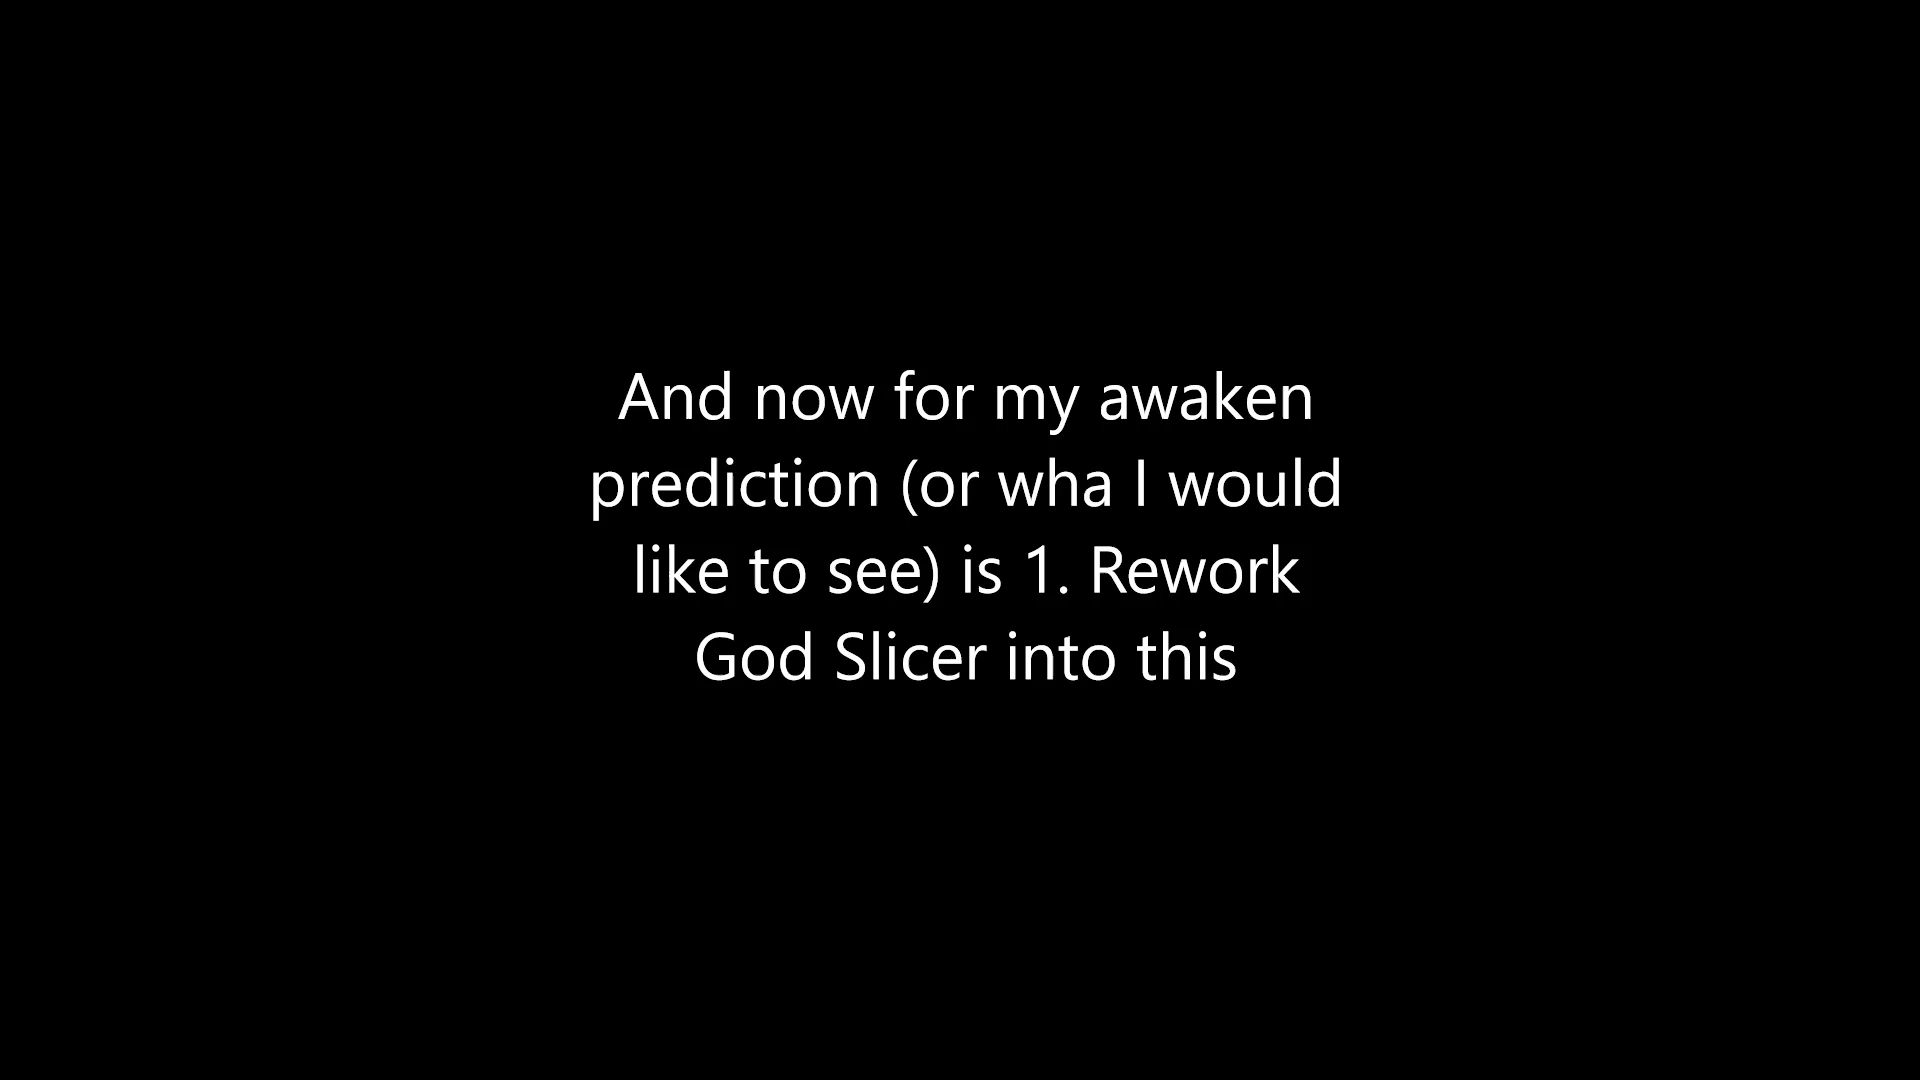 And now for my awaken
prediction (or wha I would
like to see) is 1. Rework
God Slicer into this